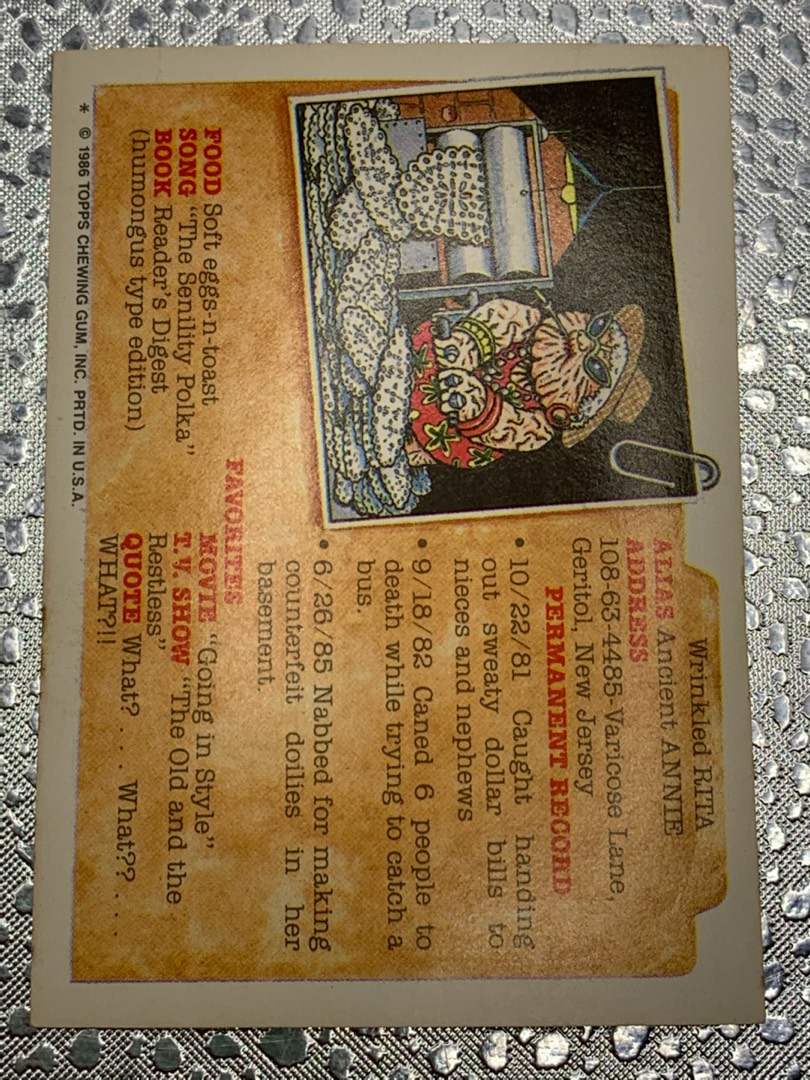 Wrinkled RITA
ALIAS Ancient ANNIE
ADDRESS
108-63-4485-Varicose Lane,
Geritol, New Jersey
PERMANENT RECORD
• 10/22/81 Caught handing
out sweaty dollar bills to
nieces and nephews
• 9/18/82 Caned 6 people to
death while trying to catch a
bus.
• 6/26/85 Nabbed for making
counterfeit doilies in her
basement.
FAVORITES
FOOD Soft eggs-n-toast
SONG "The Senility Polka"
BOOK Reader's Digest
(humongus type edition)
MOVIE "Going in Style"
T.V. SHOW "The Old and the
Restless"
QUOTE What? . . . What?? . . .
WHAT?!!
* © 1986 TOPPS CHEWING GUM, INC. PRTD. IN U.S.A.